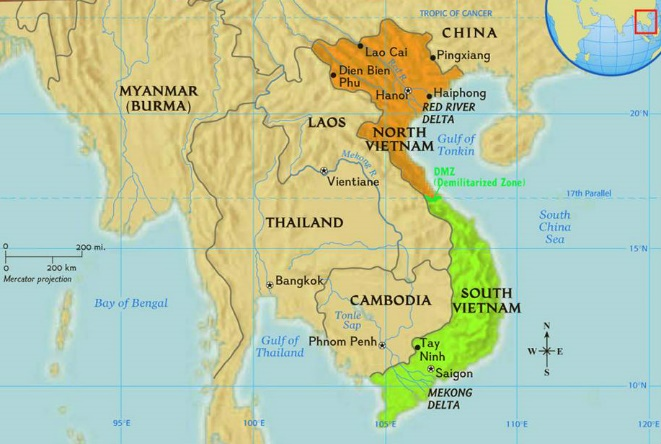 TROPIC OF CANCER
CHINA
Lao Cai
Pingxiang
Dien Bien
Phu
Red R.
MYANMAR
(BURMA)
Hanoi
Haiphong
RED RIVER
DELTA
20°N
LAOS
NORTH
VIETNAM
Gulf of
Tonkin
Mekong R.
Vientiane
DMZ
(Demilitarized Zone)
17th Parallel
THAILAND
South
China
Sea
0 200 mi.
0 200 km
Mercator projection
15°N
Bangkok
Bay of Bengal
CAMBODIA
SOUTH
VIETNAM
Tonle
Sap
Gulf of
Thailand
Phnom Penh
Tay
Ninh
Saigon
N
W E
S
10°N
MEKONG
DELTA
95°E
100°E
105°E
110°E
120°E